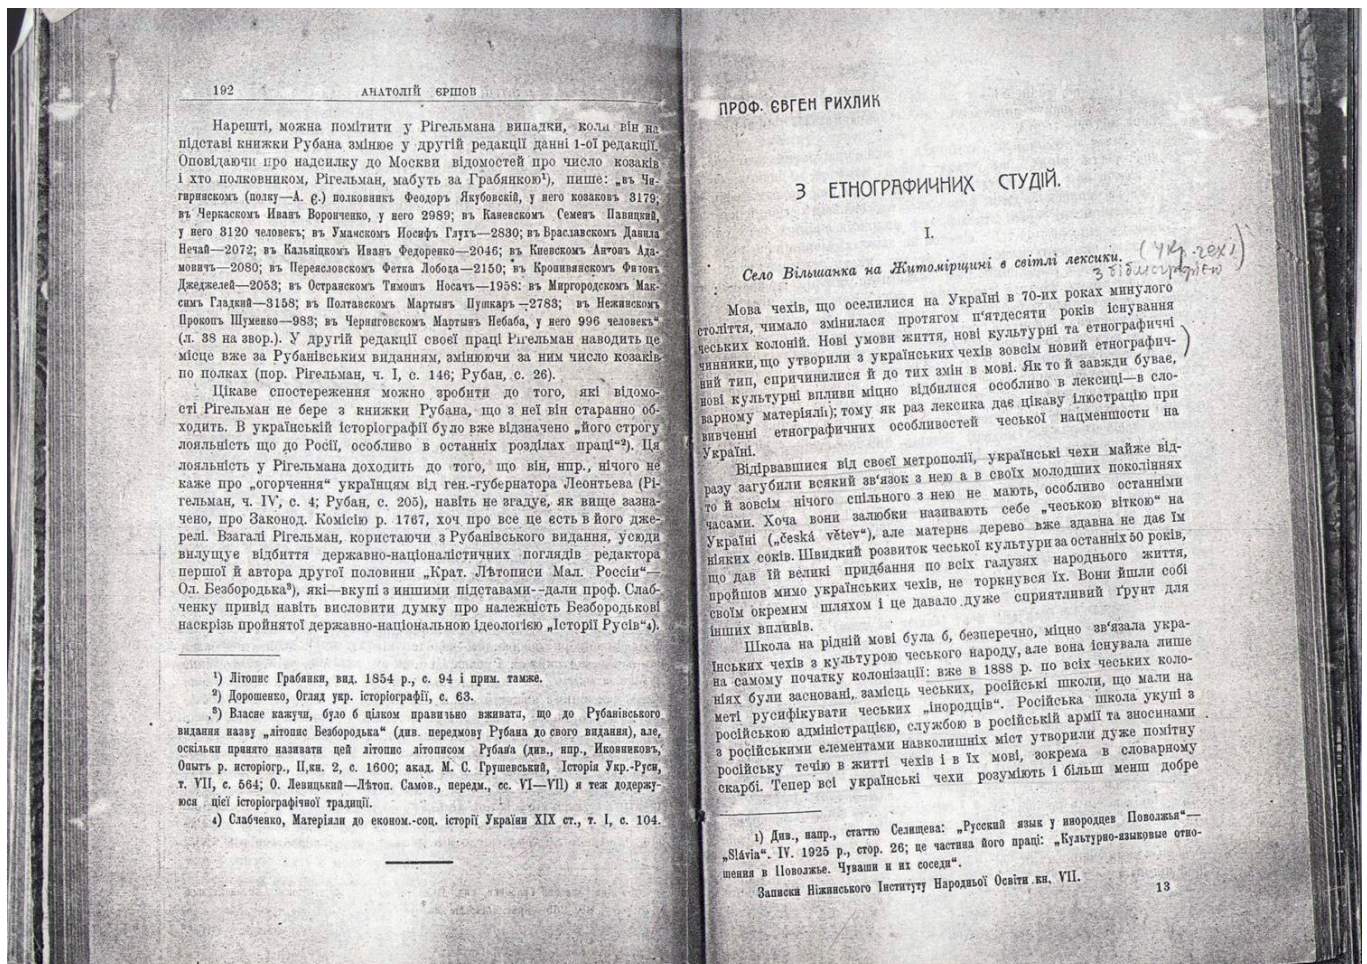 192 АНАТОЛІЙ ЄРШОВ
Нарешті, можна помітити у Рігельмана випадки, коли він на
підставі книжки Рубана змінює у другій редакції данні 1-ої редакції.
Оповідаючи про надсилку до Москви відомостей про число козаків
і хто полковником, Рігельман, мабуть за Грабянкою¹), пише: „въ Чи-
гиринскомъ (полку—А. Є.) полковникъ Феодоръ Якубовскій, у него козаковъ 3179;
въ Черкаскомъ Иванъ Воронченко, у него 2989; въ Каневскомъ Семенъ Павицкий,
у него 3120 человекъ; въ Уманскомъ Иосифъ Глухъ—2830; въ Враславскомъ Данила
Нечай—2072; въ Кальніцкомъ Иванъ Федоренко—2046; въ Киевскомъ Антонъ Ада-
мовичъ—2080; въ Переясловскомъ Фетка Лобода—2150; въ Кропивянскомъ Филонъ
Джеджелей—2053; въ Остранскомъ Тимошъ Носачъ—1958: въ Миргородскомъ Мак-
симъ Гладкий—3158; въ Полтавскомъ Мартынъ Пушкаръ—2783; въ Нежинскомъ
Прокопъ Шуменко—983; въ Черниговскомъ Мартынъ Небаба, у него 996 человекъ“
(л. 38 на звор.). У другій редакції своєї праці Рігельман наводить це
місце вже за Рубанівським виданням, змінюючи за ним число козаків
по полках (пор. Рігельман, ч. І, с. 146; Рубан, с. 26).
Цікаве спостереження можно зробити до того, які відомо-
сті Рігельман не бере з книжки Рубана, що з неї він старанно об-
ходить. В українській історіографії було вже відзначено „його строгу
лояльність що до Росії, особливо в останніх розділах праці“²). Ця
лояльність у Рігельмана доходить до того, що він, нпр., нічого не
каже про „огорчення“ українцям від ген.-губернатора Леонтьева (Рі-
гельман, ч. IV, с. 4; Рубан, с. 205), навіть не згадує, як вище зазна-
чено, про Законод. Комісію р. 1767, хоч про все це єсть в його дже-
релі. Взагалі Рігельман, користаючи з Рубанівського видання, усюди
вилущує відбиття державно-націоналістичних поглядів редактора
першої й автора другої половини „Крат. Лѣтописи Мал. Россіи“—
Ол. Безбородька³), які—вкупі з иншими підставами--дали проф. Слаб-
ченку привід навіть висловити думку про належність Безбородькові
наскрізь пройнятої державно-національною ідеологією „Історії Русів“⁴).
¹) Літопис Грабянки, вид. 1854 р., с. 94 і прим. тамже.
²) Дорошенко, Огляд укр. історіографії, с. 63.
³) Власне кажучи, було б цілком правильно вживати, що до Рубанівського
видання назву „літопис Безбородька“ (див. передмову Рубана до свого видання), але,
оскільки принято називати цей літопис літописом Рубана (див., нпр., Иковников,
Опытъ р. исторіогр., ІІ,кн. 2, с. 1600; акад. М. С. Грушевський, Історія Укр.-Руси,
т. VII, с. 564; О. Левицький—Лѣтоп. Самов., передм., сс. VI—VII) я теж додержу-
юся цієї історіографічної традиції.
⁴) Слабченко, Матеріяли до економ.-соц. історії України XIX ст., т. I, с. 104.
ПРОФ. ЄВГЕН РИХЛИК
З ЕТНОГРАФИЧНИХ СТУДІЙ.
I.
Село Вільшанка на Житомірщині в світлі лексики.
(укр. чехі)
з бібліографією
Мова чехів, що оселилися на Україні в 70-их роках минулого
століття, чимало змінилася протягом п'ятдесяти років існування
чеських колоній. Нові умови життя, нові культурні та етнографичні
чинники, що утворили з українських чехів зовсім новий етнографич-
ний тип, спричинилися й до тих змін в мові. Як то й завжди буває,
нові культурні впливи міцно відбилися особливо в лексиці—в сло-
варному матеріялі¹); тому як раз лексика дає цікаву ілюстрацію при
вивченні етнографичних особливостей чеської нацменшости на
Україні.
Відірвавшися від своєї метрополії, українські чехи майже від-
разу загубили всякий зв'язок з нею а в своїх молодших поколіннях
то й зовсім нічого спільного з нею не мають, особливо останніми
часами. Хоча вони залюбки називають себе „чеською віткою“ на
Україні („česká větev“), але матернє дерево вже здавна не дає їм
ніяких соків. Швидкий розвиток чеської культури за останніх 50 років,
що дав їй великі придбання по всіх галузях народнього життя,
пройшов мимо українських чехів, не торкнувся їх. Вони йшли собі
своїм окремим шляхом і це давало дуже сприятливий ґрунт для
інших впливів.
Школа на рідній мові була б, безперечно, міцно зв'язала укра-
їнських чехів з культурою чеського народу, але вона існувала лише
на самому початку колонізації: вже в 1888 р. по всіх чеських коло-
ніях були засновані, замісць чеських, російські школи, що мали на
меті русифікувати чеських „інородців“. Російська школа укупі з
російською адміністрацією, службою в російській армії та зносинами
з російськими елементами навколишніх міст утворили дуже помітну
російську течію в житті чехів і в їх мові, зокрема в словарному
скарбі. Тепер всі українські чехи розуміють і більш менш добре
¹) Див., напр., статтю Селищева: „Русский язык у инородцев Поволжья“—
„Slávia“. IV. 1925 р., стор. 26; це частина його праці: „Культурно-языковые отно-
шения в Поволжье. Чуваши и их соседи“.
Записки Ніжинського Інституту Народньої Освіти кн. VII.
13